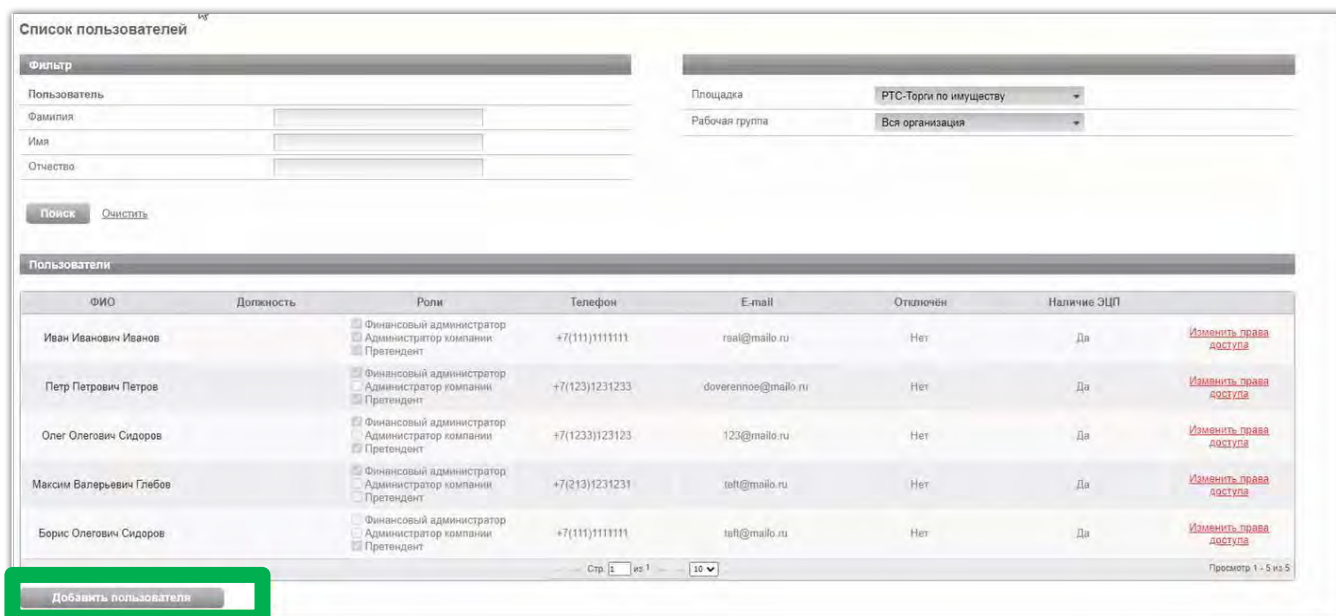 Список пользователей
Фильтр
Пользователь
Фамилия
Имя
Отчество
Площадка РТС-Торги по имуществу
Рабочая группа Вся организация
Поиск Очистить
Пользователи
ФИО Должность Роли Телефон E-mail Отключён Наличие ЭЦП
Финансовый администратор
Иван Иванович Иванов Администратор компании +7(111)1111111 real@mailo.ru Нет Да Изменить права доступа
Претендент
Финансовый администратор
Петр Петрович Петров Администратор компании +7(123)1231233 doverennoe@mailo.ru Нет Да Изменить права доступа
Претендент
Финансовый администратор
Олег Олегович Сидоров Администратор компании +7(1233)123123 123@mailo.ru Нет Да Изменить права доступа
Претендент
Финансовый администратор
Максим Валерьевич Глебов Администратор компании +7(213)1231231 teft@mailo.ru Нет Да Изменить права доступа
Претендент
Финансовый администратор
Борис Олегович Сидоров Администратор компании +7(111)1111111 teft@mailo.ru Нет Да Изменить права доступа
Претендент
Стр. 1 из 1 10 Просмотр 1 - 5 из 5
Добавить пользователя